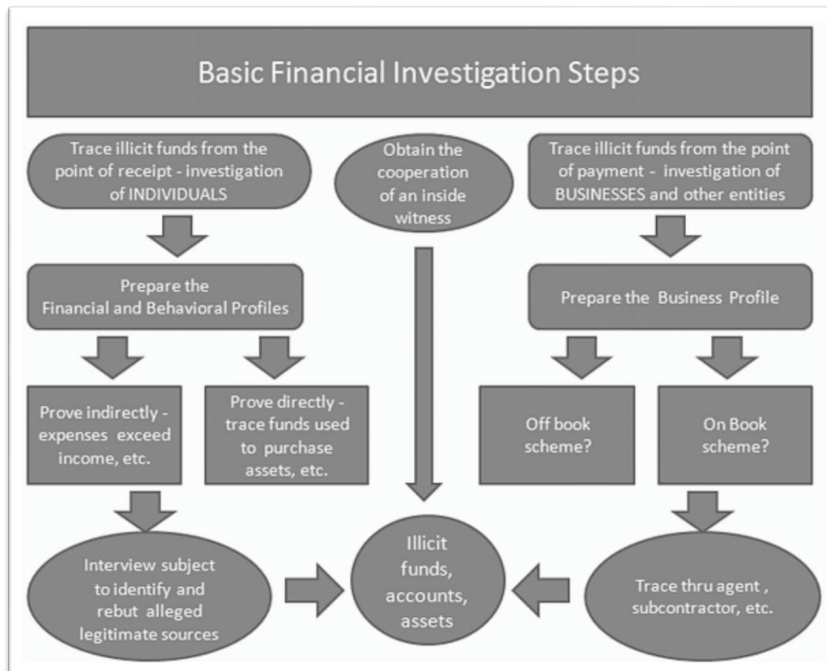 Basic Financial Investigation Steps
Trace illicit funds from the
point of receipt - investigation
of INDIVIDUALS
Obtain the
cooperation
of an inside
witness
Trace illicit funds from the point
of payment - investigation of
BUSINESSES and other entities
Prepare the
Financial and Behavioral Profiles
Prepare the Business Profile
Prove indirectly -
expenses exceed
income, etc.
Prove directly -
trace funds used
to purchase
assets, etc.
Off book
scheme?
On Book
scheme?
Interview subject
to identify and
rebut alleged
legitimate sources
Illicit
funds,
accounts,
assets
Trace thru agent ,
subcontractor, etc.